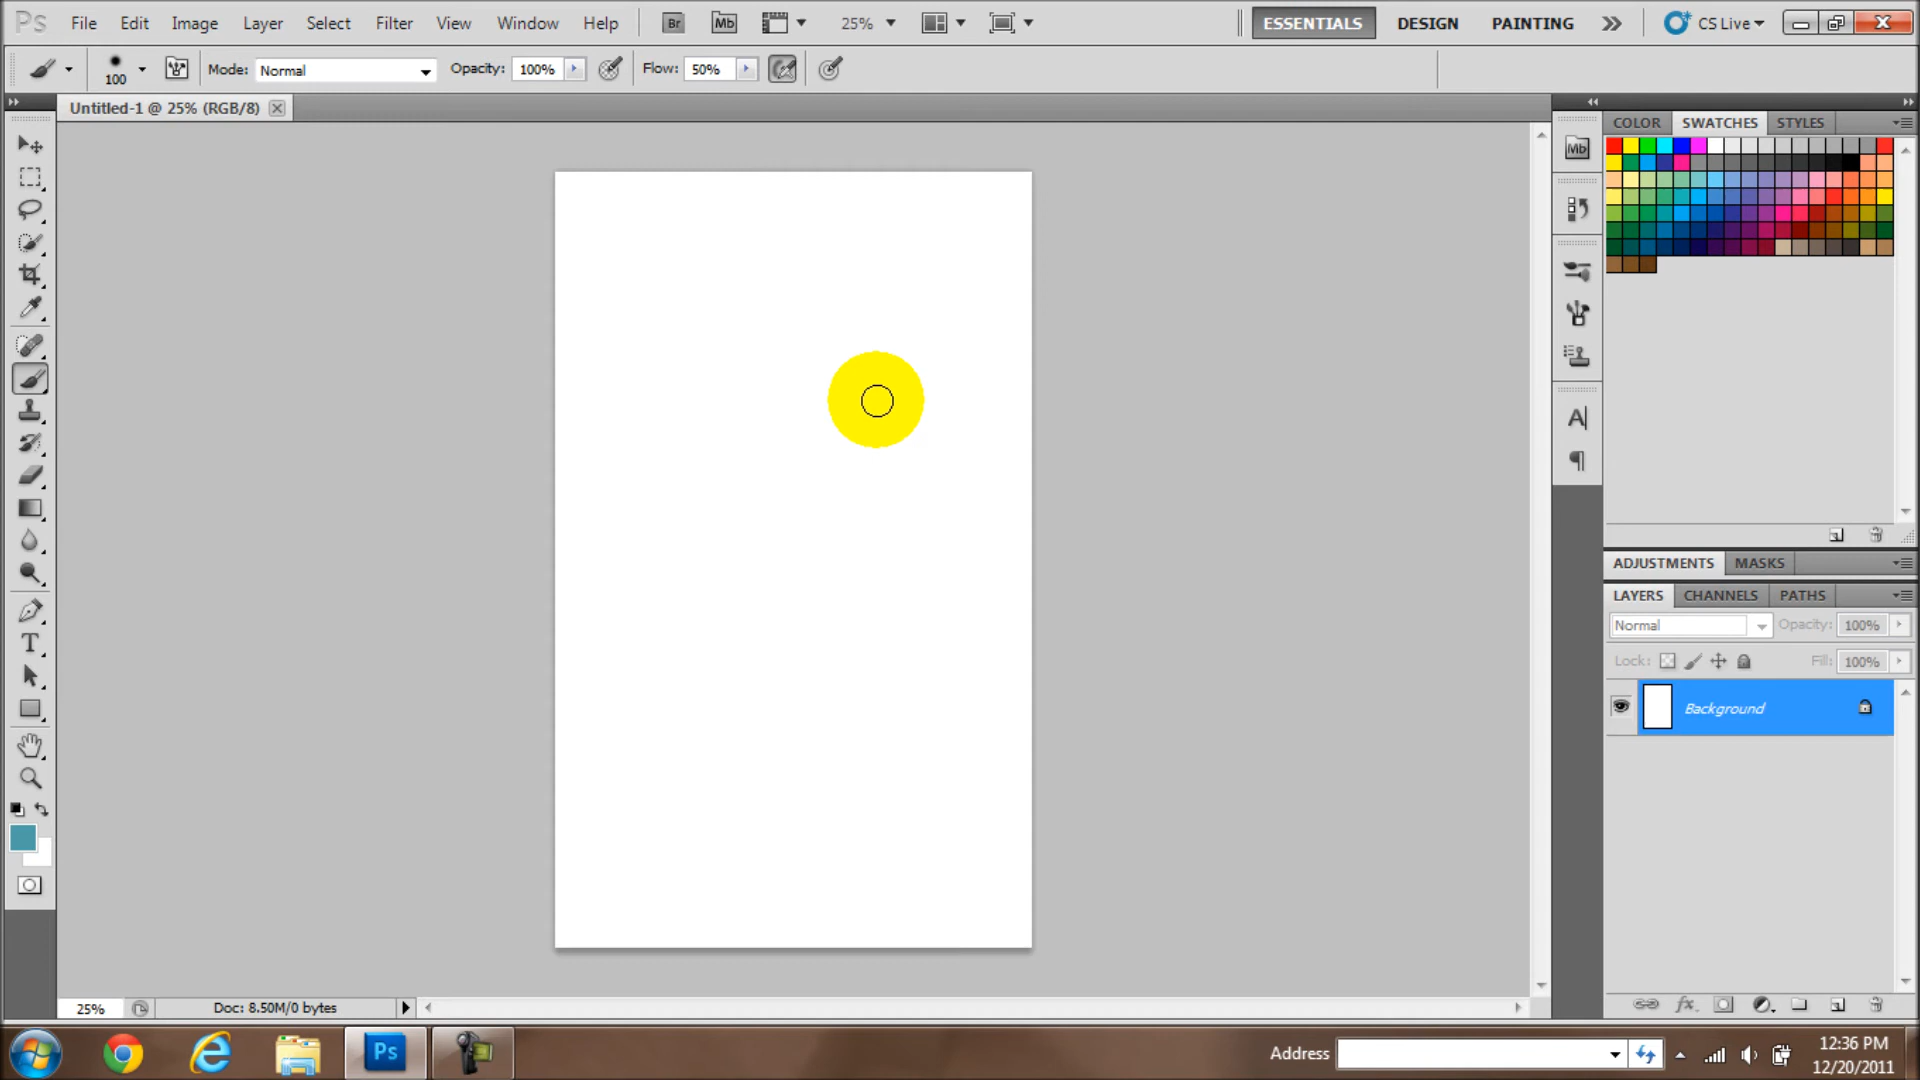 Ps File Edit Image Layer Select Filter View Window Help Br Mb 25% ESSENTIALS DESIGN PAINTING CS Live
100 Mode: Normal Opacity: 100% Flow: 50%
Untitled-1 @ 25% (RGB/8)
COLOR SWATCHES STYLES
Mb
A
T
ADJUSTMENTS MASKS
LAYERS CHANNELS PATHS
Normal Opacity: 100%
Lock: Fill: 100%
Background
fx
25% Doc: 8.50M/0 bytes
Ps Address 12:36 PM
12/20/2011